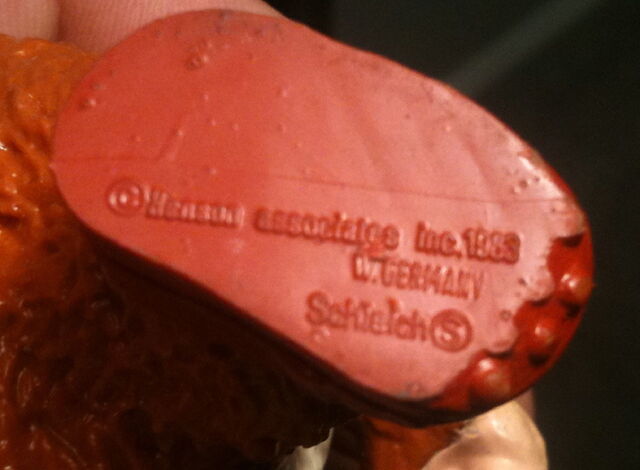 © Henson associates inc. 1983
W. GERMANY
Schleich Ⓢ